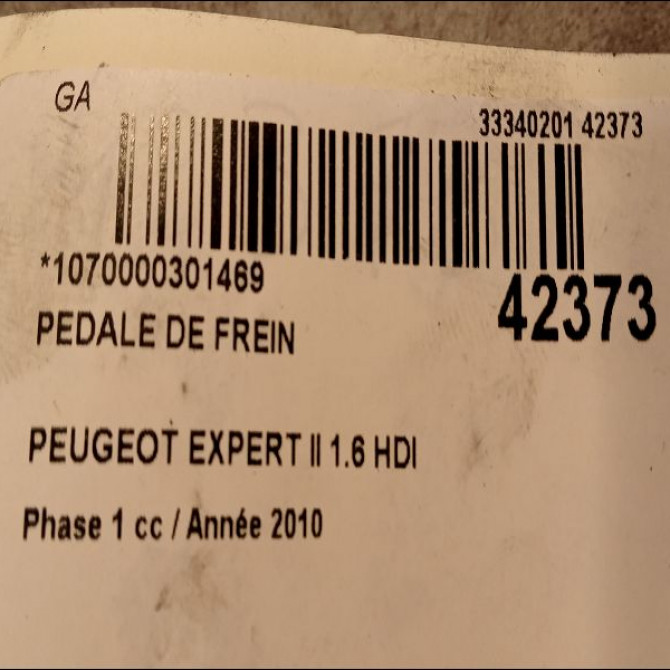 GA
33340201 42373
*1070000301469
42373
PEDALE DE FREIN
PEUGEOT EXPERT II 1.6 HDI
Phase 1 cc / Année 2010